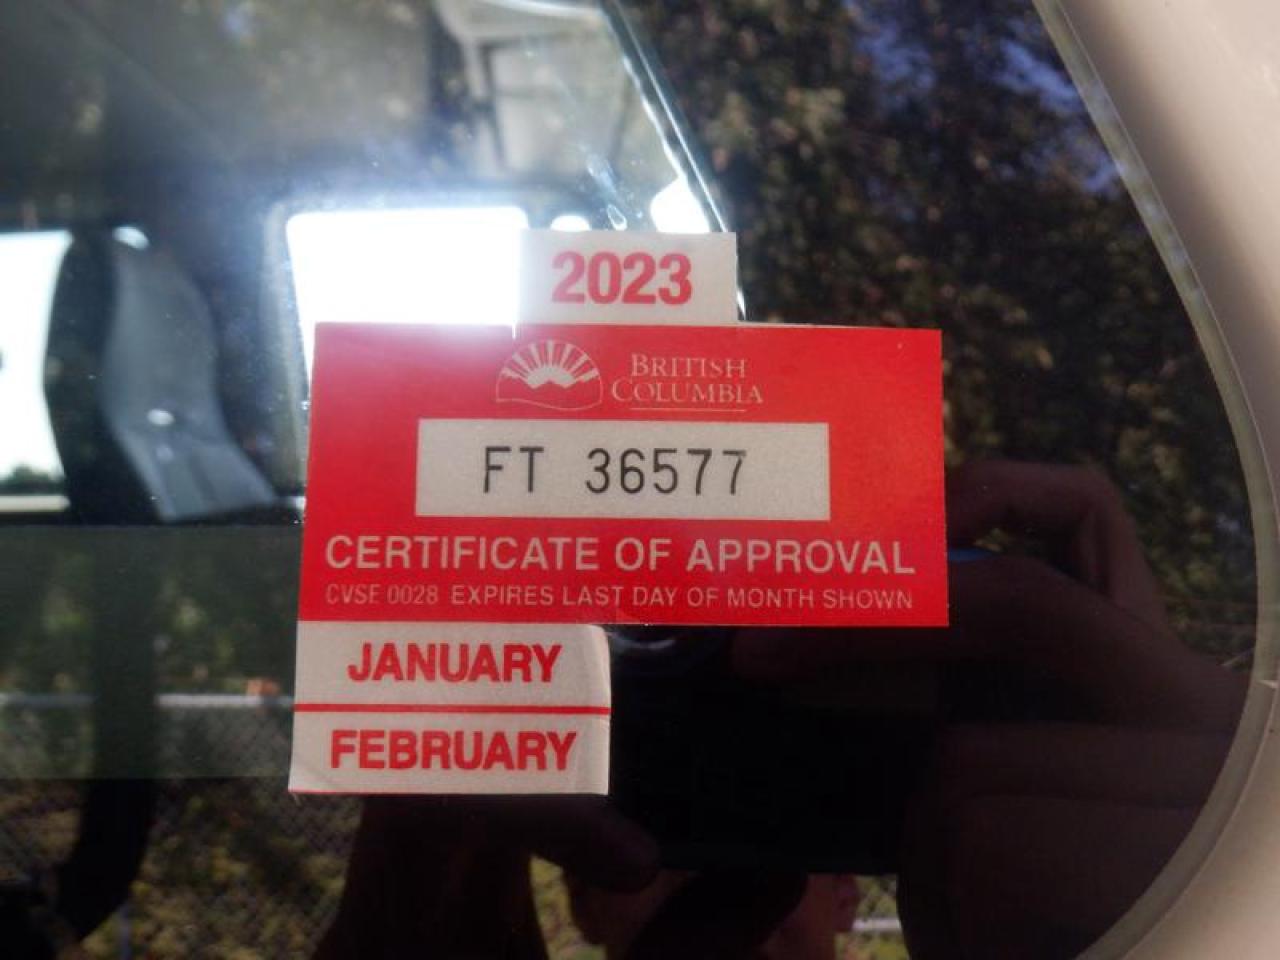 2023
BRITISH
COLUMBIA
FT 36577
CERTIFICATE OF APPROVAL
CVSE 0028 EXPIRES LAST DAY OF MONTH SHOWN
JANUARY
FEBRUARY